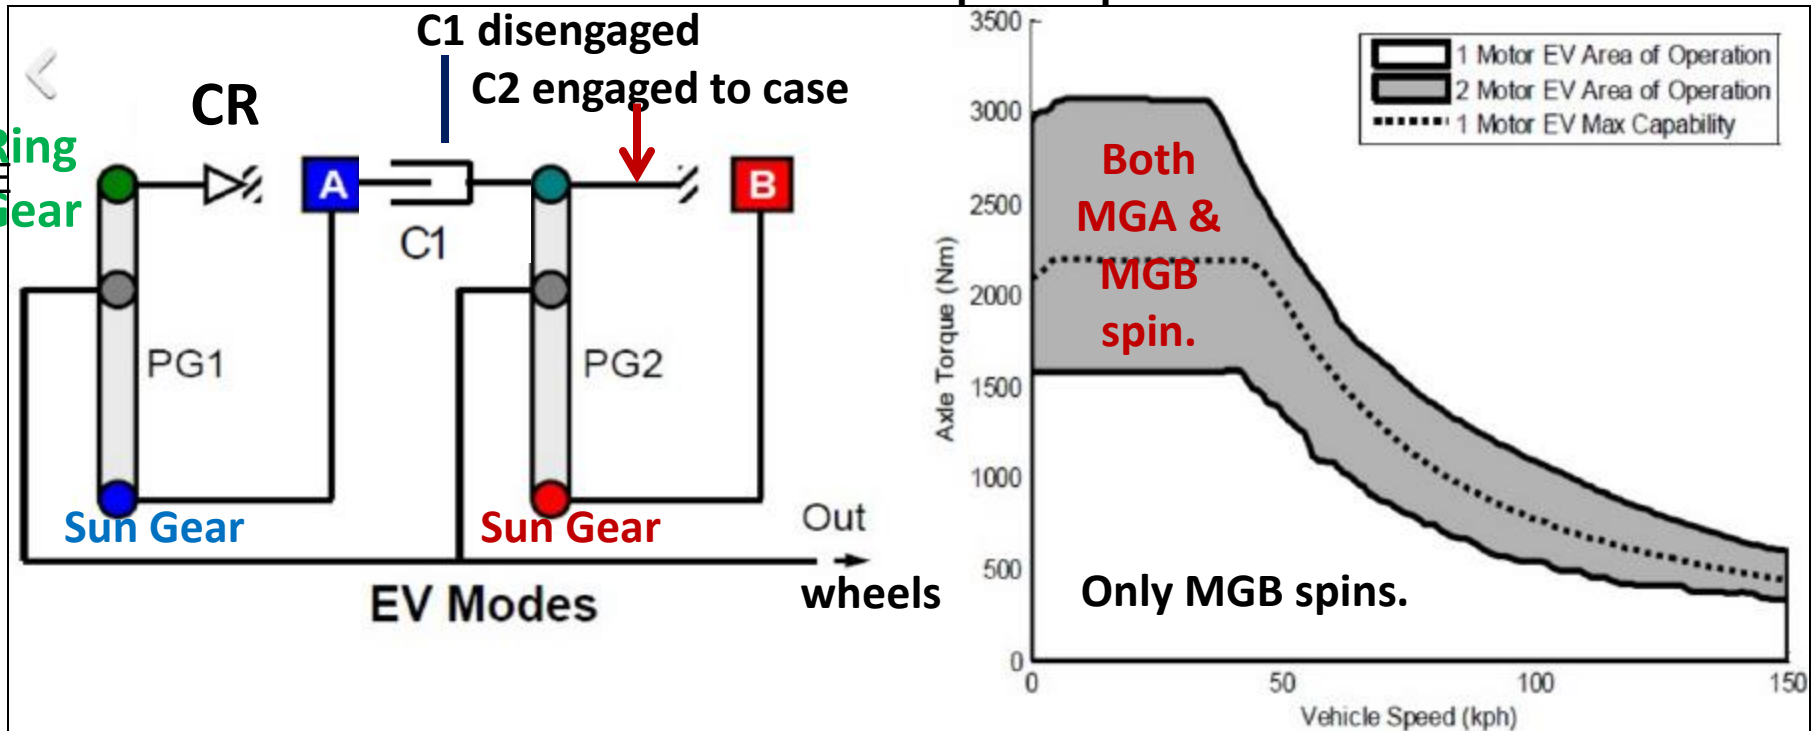 C1 disengaged
C2 engaged to case
CR
Ring
Gear
A
B
C1
PG1
PG2
Sun Gear
Sun Gear
Out
wheels
EV Modes
3500
3000
2500
2000
1500
1000
500
0
Axle Torque (Nm)
1 Motor EV Area of Operation
2 Motor EV Area of Operation
1 Motor EV Max Capability
Both
MGA &
MGB
spin.
Only MGB spins.
0
50
100
150
Vehicle Speed (kph)